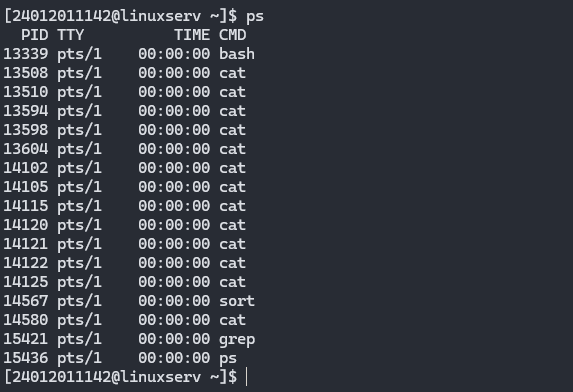 [24012011142@linuxserv ~]$ ps
  PID TTY          TIME CMD
13339 pts/1    00:00:00 bash
13508 pts/1    00:00:00 cat
13510 pts/1    00:00:00 cat
13594 pts/1    00:00:00 cat
13598 pts/1    00:00:00 cat
13604 pts/1    00:00:00 cat
14102 pts/1    00:00:00 cat
14105 pts/1    00:00:00 cat
14115 pts/1    00:00:00 cat
14120 pts/1    00:00:00 cat
14121 pts/1    00:00:00 cat
14122 pts/1    00:00:00 cat
14125 pts/1    00:00:00 cat
14567 pts/1    00:00:00 sort
14580 pts/1    00:00:00 cat
15421 pts/1    00:00:00 grep
15436 pts/1    00:00:00 ps
[24012011142@linuxserv ~]$